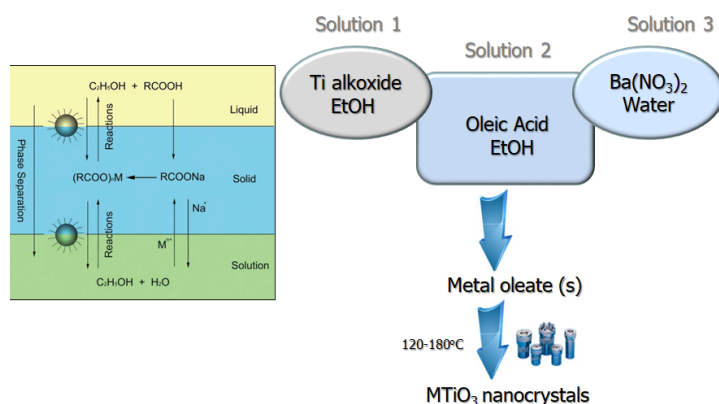 Solution 1
Solution 2
Solution 3
Ti alkoxide
EtOH
Oleic Acid
EtOH
Ba(NO₃)₂
Water
C₂H₅OH + RCOOH
Liquid
Reactions
Phase Separation
(RCOO)ₙM
RCOONa
Solid
Na⁺
Mⁿ⁺
Reactions
Solution
C₂H₅OH + H₂O
Metal oleate (s)
120-180ºC
MTiO₃ nanocrystals